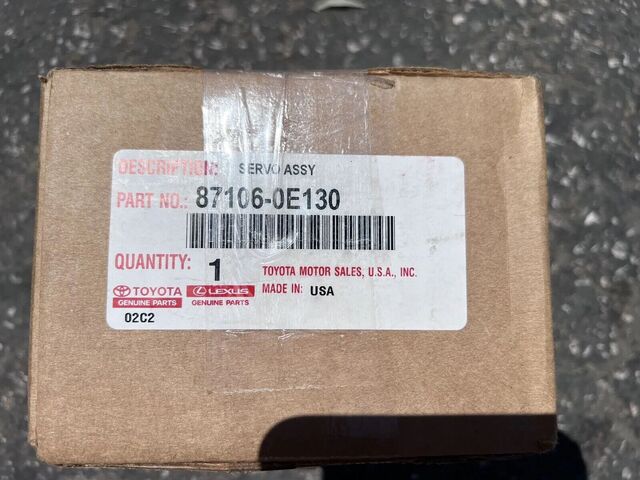 DESCRIPTION: SERVO ASSY
PART NO.: 87106-0E130
QUANTITY: 1 TOYOTA MOTOR SALES, U.S.A., INC.
TOYOTA LEXUS MADE IN: USA
GENUINE PARTS GENUINE PARTS
02C2